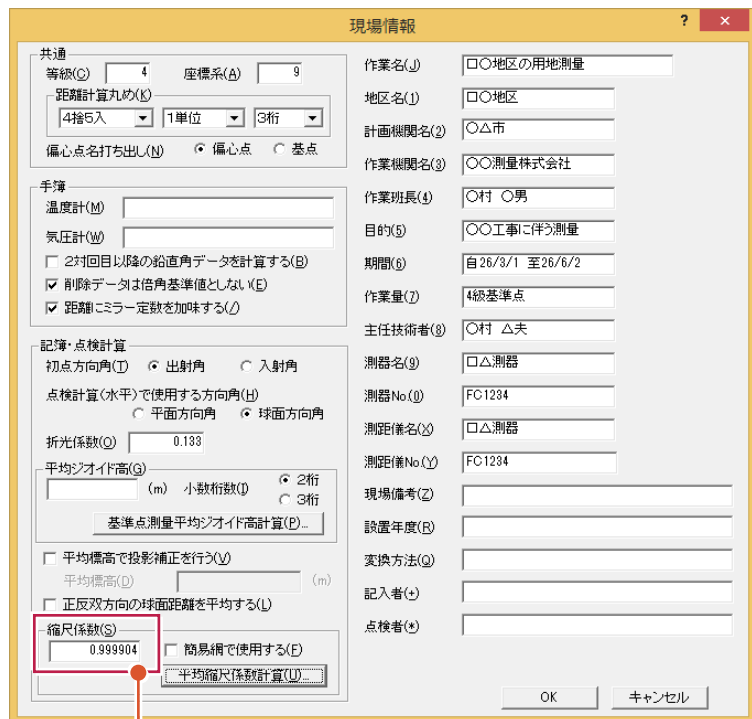 現場情報
? ×
共通
等級(C) 4 座標系(A) 9
距離計算丸め(K)
4捨5入 1単位 3桁
偏心点名打ち出し(N) 偏心点 基点
手簿
温度計(M)
気圧計(W)
2対回目以降の鉛直角データを計算する(B)
削除データは倍角基準値としない(E)
距離にミラー定数を加味する(/)
記簿・点検計算
初点方向角(T) 出射角 入射角
点検計算(水平)で使用する方向角(H)
平面方向角 球面方向角
折光係数(O) 0.133
平均ジオイド高(G)
(m) 小数桁数(I) 2桁
3桁
基準点測量平均ジオイド高計算(P)...
平均標高で投影補正を行う(V)
平均標高(D) (m)
正反双方向の球面距離を平均する(L)
縮尺係数(S)
0.999904 簡易網で使用する(F)
平均縮尺係数計算(U)...
作業名(J) 口〇地区の用地測量
地区名(1) 口〇地区
計画機関名(2) 〇△市
作業機関名(3) 〇〇測量株式会社
作業班長(4) 〇村 〇男
目的(5) 〇〇工事に伴う測量
期間(6) 自26/3/1 至26/6/2
作業量(7) 4級基準点
主任技術者(8) 〇村 △夫
測器名(9) 口△測器
測器No.(0) FC1234
測距儀名(X) 口△測器
測距儀No.(Y) FC1234
現場備考(Z)
設置年度(R)
変換方法(Q)
記入者(+)
点検者(*)
OK キャンセル